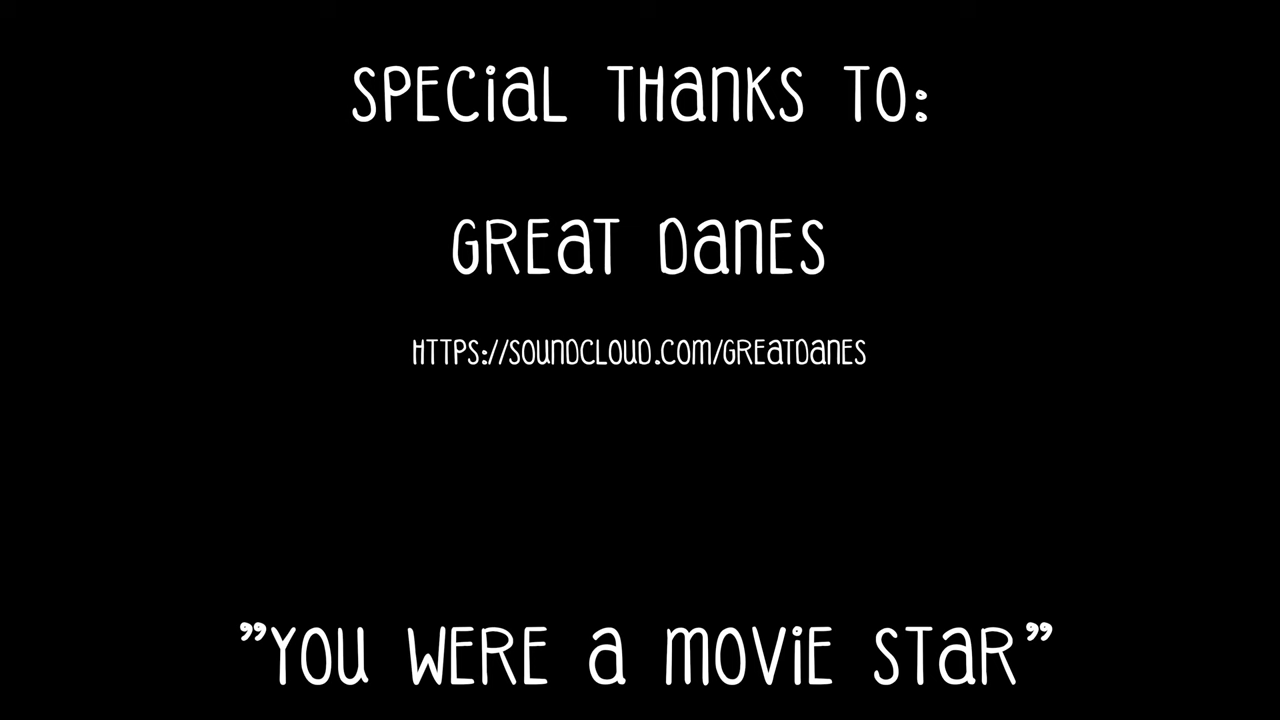 SPECiaL THanKS TO:
GREaT DanES
HTTPS://SOUnDCLOUD.COM/GREaTDanES
"YOU WERE a MOViE STaR"